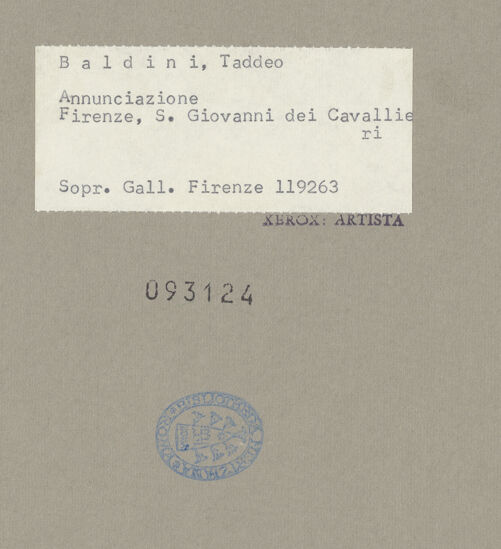 B a l d i n i, Taddeo
Annunciazione
Firenze, S. Giovanni dei Cavallie
ri
Sopr. Gall. Firenze 119263
XEROX: ARTISTA
093124